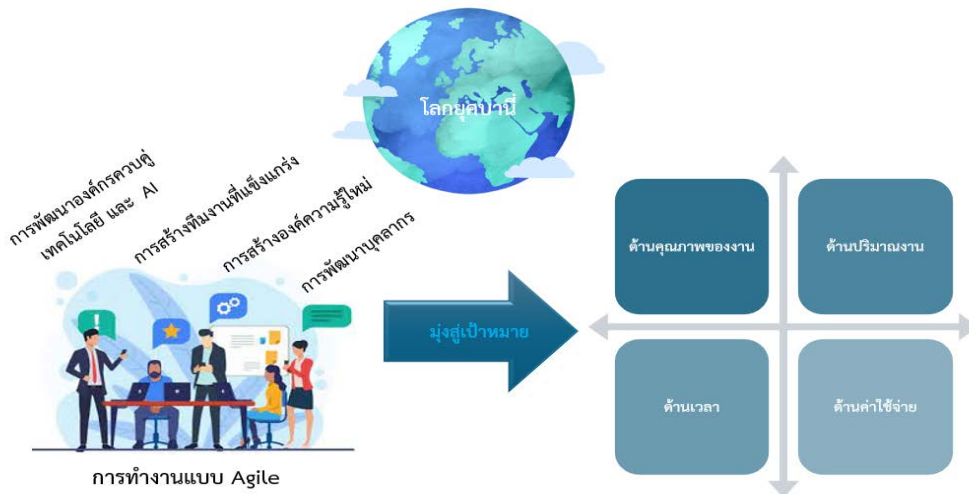 โลกยุคบานี่
การพัฒนาองค์กรควบคู่
เทคโนโลยี และ AI
การสร้างทีมงานที่แข็งแกร่ง
การสร้างองค์ความรู้ใหม่
การพัฒนาบุคลากร
การทำงานแบบ Agile
มุ่งสู่เป้าหมาย
ด้านคุณภาพของงาน
ด้านปริมาณงาน
ด้านเวลา
ด้านค่าใช้จ่าย